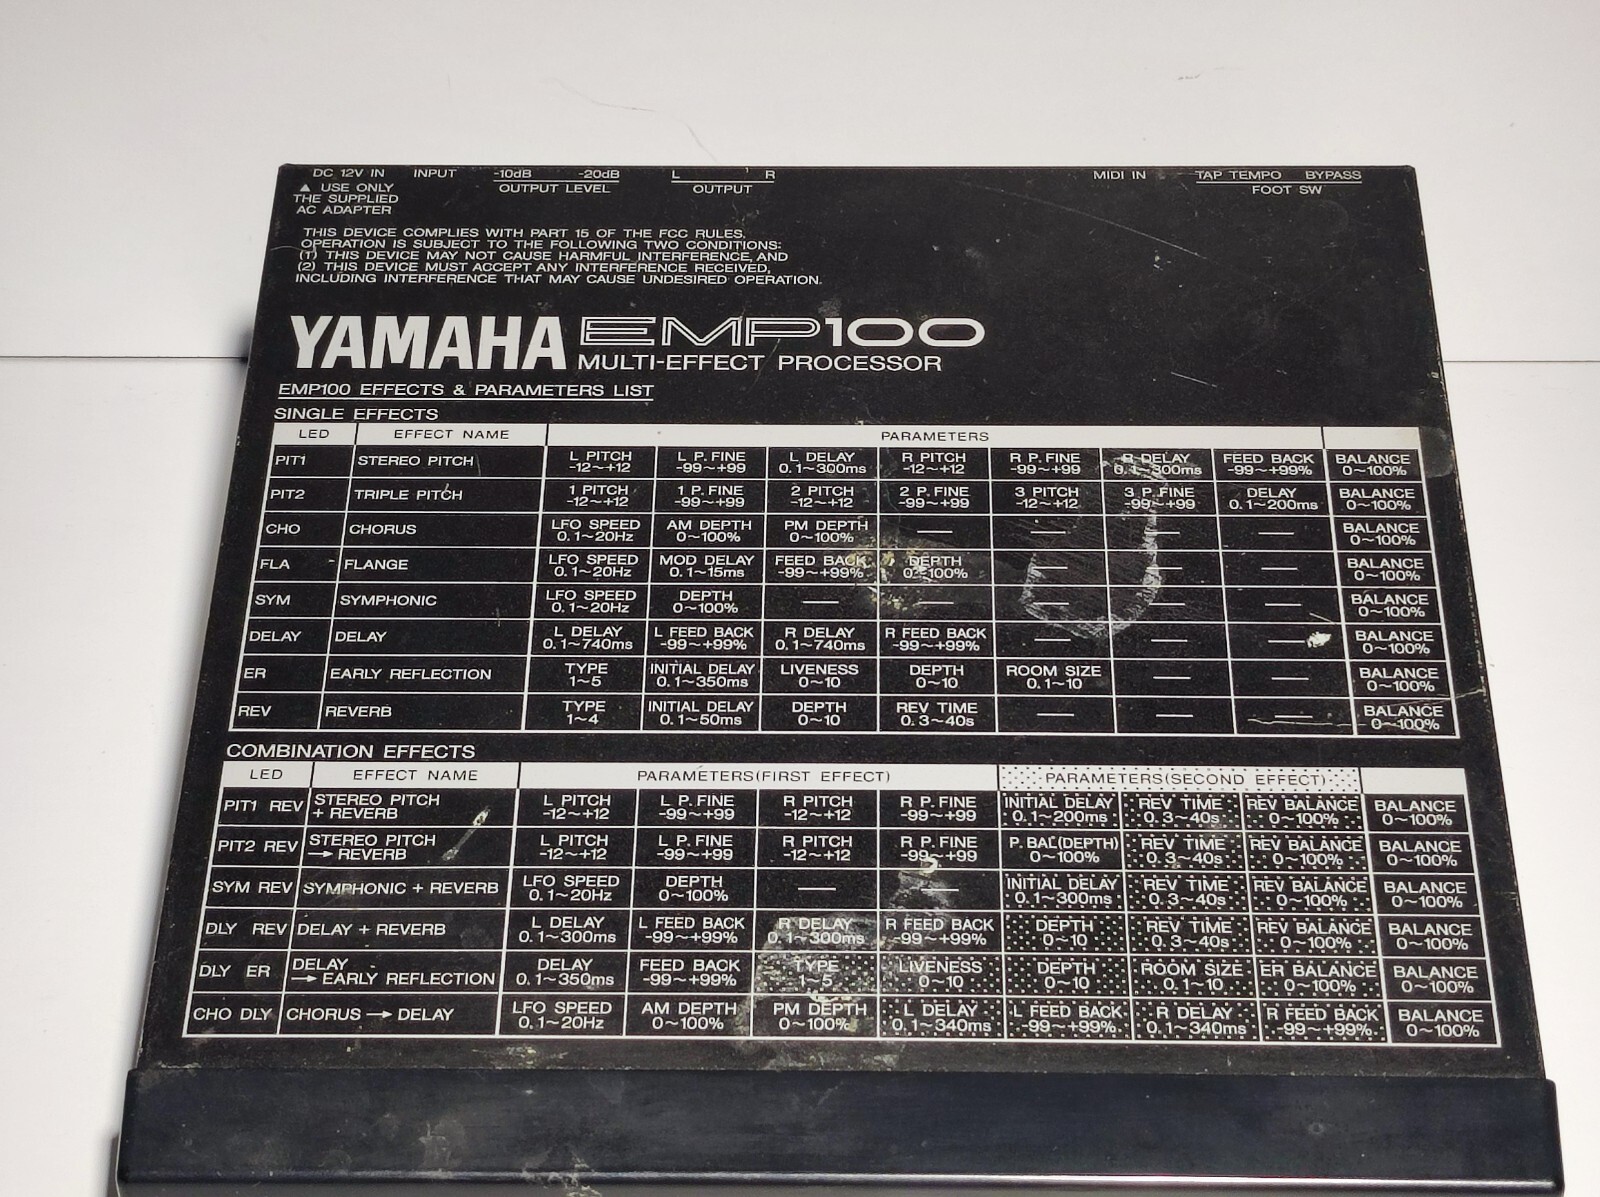 DC 12V IN INPUT -10dB -20dB L R MIDI IN TAP TEMPO BYPASS
▲ USE ONLY OUTPUT LEVEL OUTPUT FOOT SW
THE SUPPLIED
AC ADAPTER
THIS DEVICE COMPLIES WITH PART 15 OF THE FCC RULES.
OPERATION IS SUBJECT TO THE FOLLOWING TWO CONDITIONS:
(1) THIS DEVICE MAY NOT CAUSE HARMFUL INTERFERENCE, AND
(2) THIS DEVICE MUST ACCEPT ANY INTERFERENCE RECEIVED,
INCLUDING INTERFERENCE THAT MAY CAUSE UNDESIRED OPERATION.
YAMAHA EMP100
MULTI-EFFECT PROCESSOR
EMP100 EFFECTS & PARAMETERS LIST
SINGLE EFFECTS
LED EFFECT NAME PARAMETERS
PIT1 STEREO PITCH L PITCH L P. FINE L DELAY R PITCH R P. FINE R DELAY FEED BACK BALANCE
-12~+12 -99~+99 0.1~300ms -12~+12 -99~+99 0.1~300ms -99~+99% 0~100%
PIT2 TRIPLE PITCH 1 PITCH 1 P. FINE 2 PITCH 2 P. FINE 3 PITCH 3 P. FINE DELAY BALANCE
-12~+12 -99~+99 -12~+12 -99~+99 -12~+12 -99~+99 0.1~200ms 0~100%
CHO CHORUS LFO SPEED AM DEPTH PM DEPTH — — — — BALANCE
0.1~20Hz 0~100% 0~100% 0~100%
FLA FLANGE LFO SPEED MOD DELAY FEED BACK DEPTH — — — BALANCE
0.1~20Hz 0.1~15ms -99~+99% 0~100% 0~100%
SYM SYMPHONIC LFO SPEED DEPTH — — — — — BALANCE
0.1~20Hz 0~100% 0~100%
DELAY DELAY L DELAY L FEED BACK R DELAY R FEED BACK — — — BALANCE
0.1~740ms -99~+99% 0.1~740ms -99~+99% 0~100%
ER EARLY REFLECTION TYPE INITIAL DELAY LIVENESS DEPTH ROOM SIZE — — BALANCE
1~5 0.1~350ms 0~10 0~10 0.1~10 0~100%
REV REVERB TYPE INITIAL DELAY DEPTH REV TIME — — — BALANCE
1~4 0.1~50ms 0~10 0.3~40s 0~100%
COMBINATION EFFECTS
LED EFFECT NAME PARAMETERS(FIRST EFFECT) PARAMETERS(SECOND EFFECT)
PIT1 REV STEREO PITCH L PITCH L P. FINE R PITCH R P. FINE INITIAL DELAY REV TIME REV BALANCE BALANCE
+ REVERB -12~+12 -99~+99 -12~+12 -99~+99 0.1~200ms 0.3~40s 0~100% 0~100%
PIT2 REV STEREO PITCH L PITCH L P. FINE R PITCH R P. FINE P. BAL(DEPTH) REV TIME REV BALANCE BALANCE
→ REVERB -12~+12 -99~+99 -12~+12 -99~+99 0~100% 0.3~40s 0~100% 0~100%
SYM REV SYMPHONIC + REVERB LFO SPEED DEPTH — — INITIAL DELAY REV TIME REV BALANCE BALANCE
0.1~20Hz 0~100% 0.1~300ms 0.3~40s 0~100% 0~100%
DLY REV DELAY + REVERB L DELAY L FEED BACK R DELAY R FEED BACK DEPTH REV TIME REV BALANCE BALANCE
0.1~300ms -99~+99% 0.1~300ms -99~+99% 0~10 0.3~40s 0~100% 0~100%
DLY ER DELAY DELAY FEED BACK TYPE LIVENESS DEPTH ROOM SIZE ER BALANCE BALANCE
→ EARLY REFLECTION 0.1~350ms -99~+99% 1~5 0~10 0~10 0.1~10 0~100% 0~100%
CHO DLY CHORUS → DELAY LFO SPEED AM DEPTH PM DEPTH L DELAY L FEED BACK R DELAY R FEED BACK BALANCE
0.1~20Hz 0~100% 0~100% 0.1~340ms -99~+99% 0.1~340ms -99~+99% 0~100%